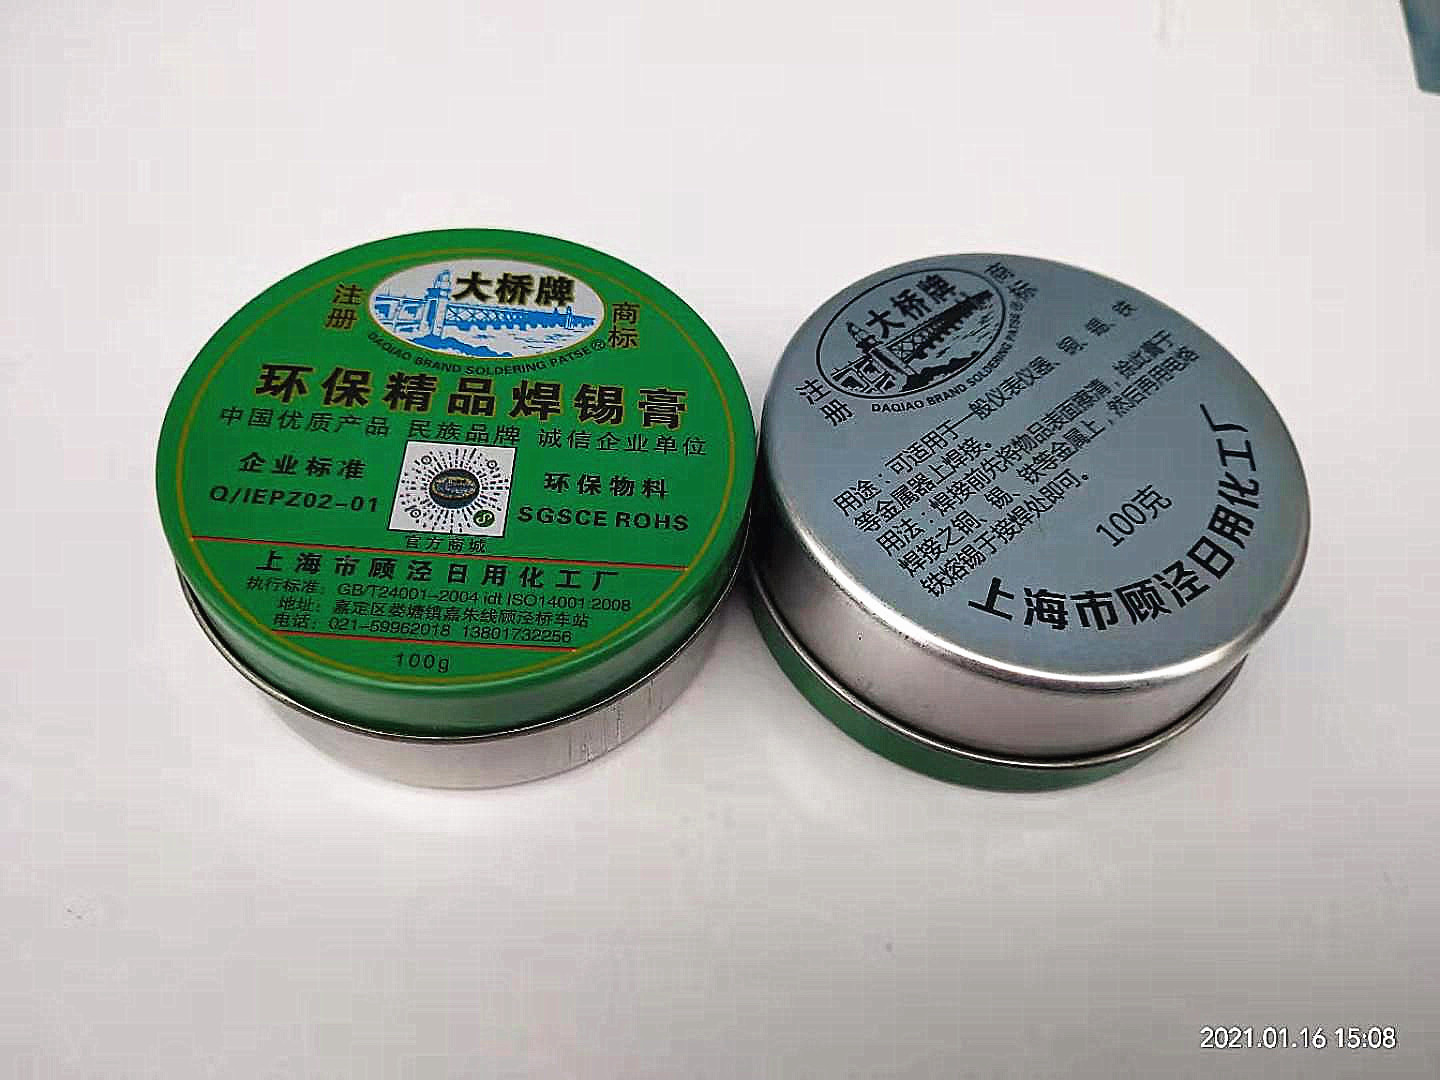 大桥牌
注册
商标
DAQIAO BRAND SOLDERING PATSE®
环保精品焊锡膏
中国优质产品 民族品牌 诚信企业单位
企业标准
Q/IEPZ02-01
环保物料
SGSCE ROHS
官方商城
上海市顾泾日用化工厂
执行标准: GB/T24001-2004 idt ISO14001:2008
地址: 嘉定区娄塘镇嘉朱线顾泾桥车站
电话: 021-59962018 13801732256
100g
大桥牌
注册
商标
DAQIAO BRAND SOLDERING PATSE®
用途:可适用于一般仪表仪器、铜、铁
等金属器上焊接。
用法:焊接前先将物品表面离清,涂此膏于
焊接之铜、锡、铁等金属上,然后再用电烙
铁熔锡于接焊处即可。
100克
上海市顾泾日用化工厂
2021.01.16 15:08